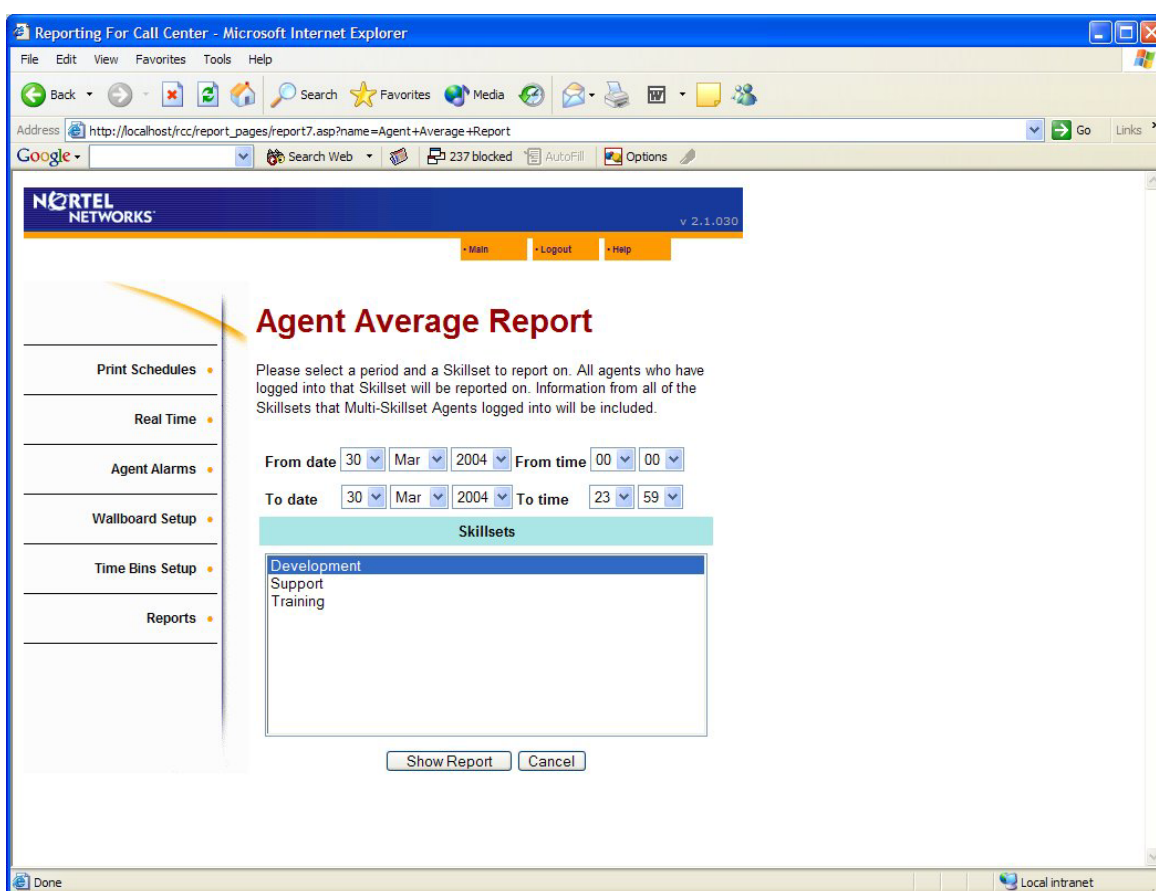 Reporting For Call Center - Microsoft Internet Explorer
File Edit View Favorites Tools Help
Back Search Favorites Media
Address http://localhost/rcc/report_pages/report7.asp?name=Agent+Average+Report Go Links
Google Search Web 237 blocked AutoFill Options
NORTEL
NETWORKS
v 2.1.030
Main Logout Help
Agent Average Report
Please select a period and a Skillset to report on. All agents who have
logged into that Skillset will be reported on. Information from all of the
Skillsets that Multi-Skillset Agents logged into will be included.
Print Schedules
Real Time
Agent Alarms
Wallboard Setup
Time Bins Setup
Reports
From date 30 Mar 2004 From time 00 00
To date 30 Mar 2004 To time 23 59
Skillsets
Development
Support
Training
Show Report Cancel
Done Local intranet